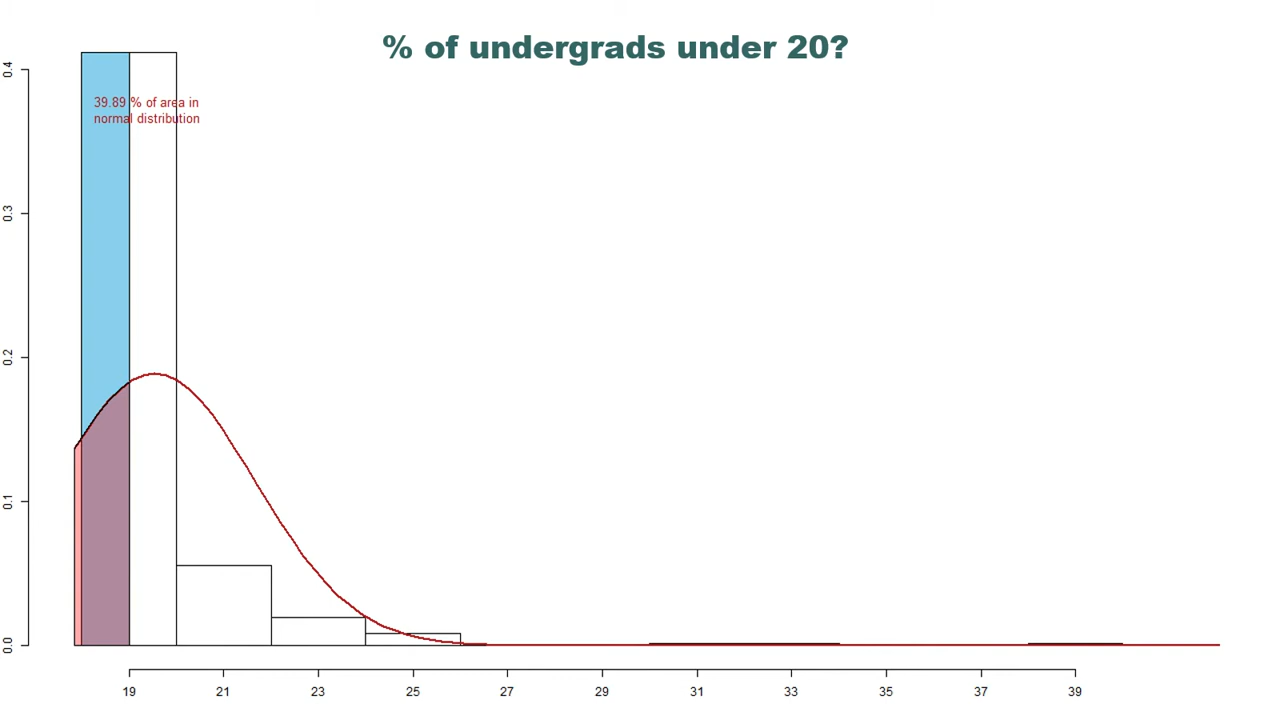 % of undergrads under 20?
39.89 % of area in
normal distribution
0.4
0.3
0.2
0.1
0.0
19 21 23 25 27 29 31 33 35 37 39